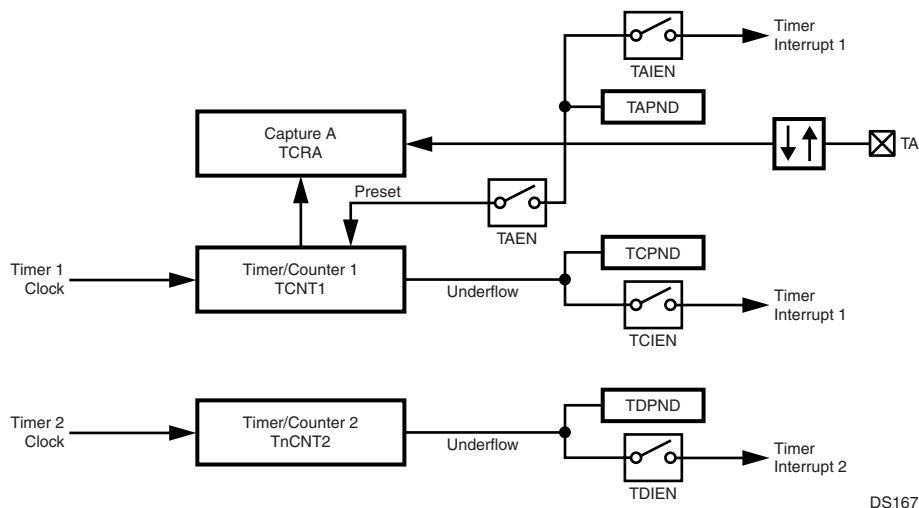 Timer
Interrupt 1
TAIEN
TAPND
Capture A
TCRA
TA
Preset
TAEN
Timer 1
Clock
Timer/Counter 1
TCNT1
Underflow
TCPND
TCIEN
Timer
Interrupt 1
Timer 2
Clock
Timer/Counter 2
TnCNT2
Underflow
TDPND
TDIEN
Timer
Interrupt 2
DS167